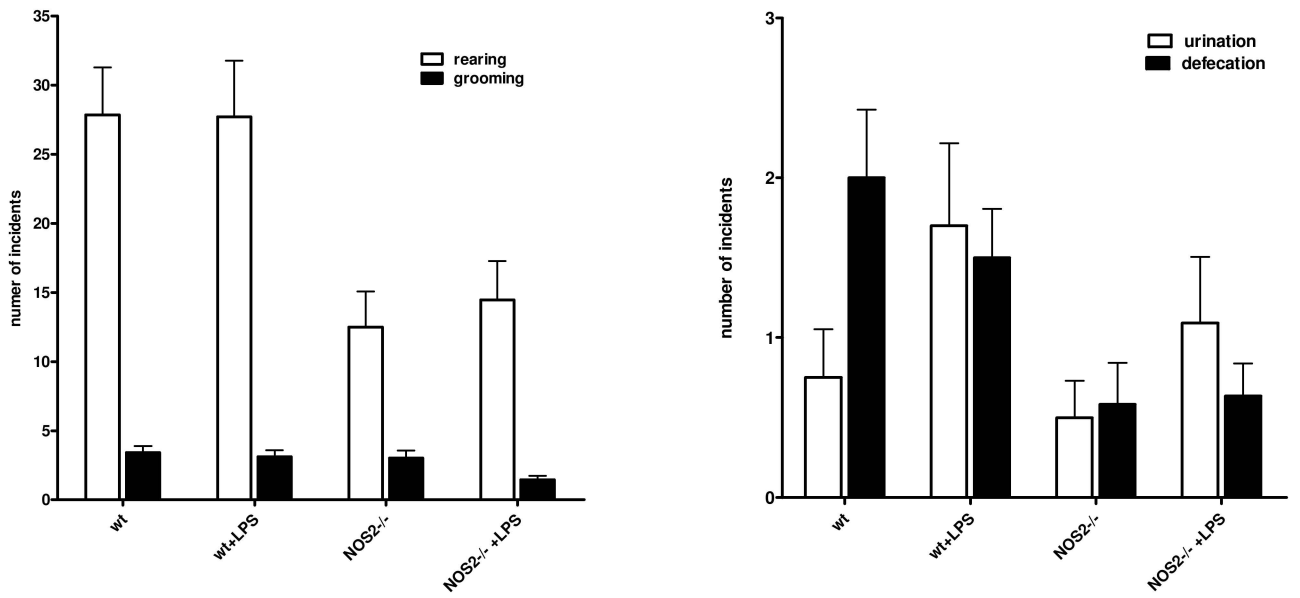 35
30
25
20
15
10
5
0
numer of incidents
rearing
grooming
wt
wt+LPS
NOS2-/-
NOS2-/- +LPS
3
2
1
0
number of incidents
urination
defecation
wt
wt+LPS
NOS2-/-
NOS2-/- +LPS